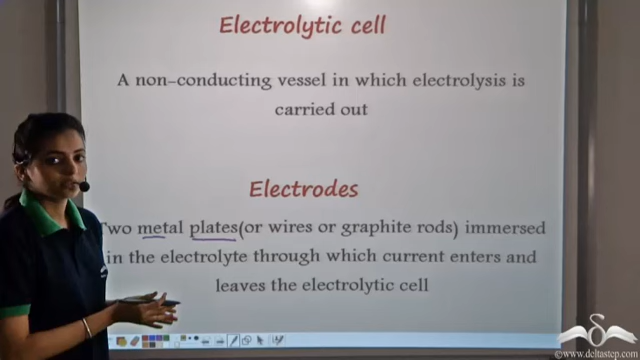 Electrolytic cell
A non-conducting vessel in which electrolysis is
carried out
Electrodes
Two metal plates(or wires or graphite rods) immersed
in the electrolyte through which current enters and
leaves the electrolytic cell
©www.deltastep.com